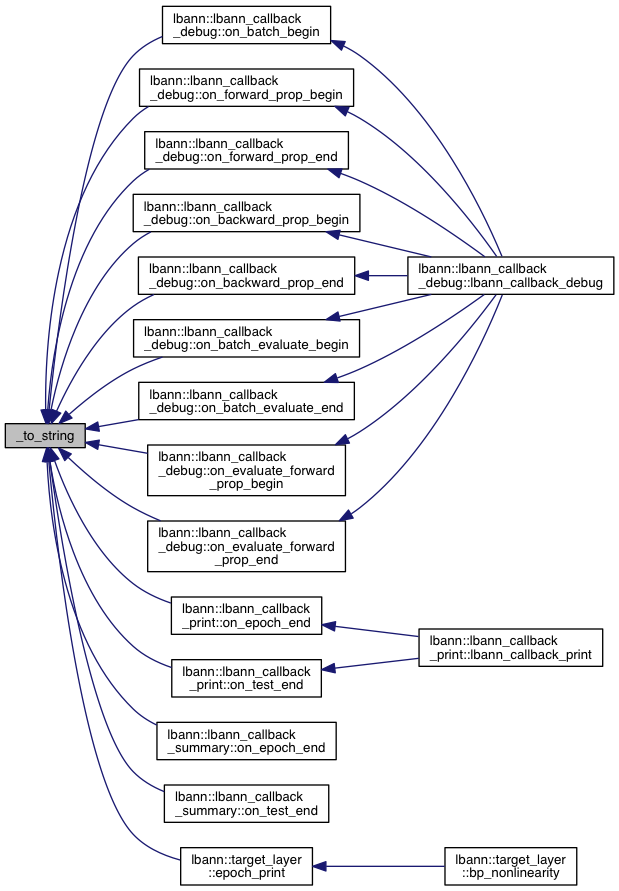 lbann::lbann_callback
_debug::on_batch_begin
lbann::lbann_callback
_debug::on_forward_prop_begin
lbann::lbann_callback
_debug::on_forward_prop_end
lbann::lbann_callback
_debug::on_backward_prop_begin
lbann::lbann_callback
_debug::on_backward_prop_end
lbann::lbann_callback
_debug::lbann_callback_debug
lbann::lbann_callback
_debug::on_batch_evaluate_begin
lbann::lbann_callback
_debug::on_batch_evaluate_end
_to_string
lbann::lbann_callback
_debug::on_evaluate_forward
_prop_begin
lbann::lbann_callback
_debug::on_evaluate_forward
_prop_end
lbann::lbann_callback
_print::on_epoch_end
lbann::lbann_callback
_print::lbann_callback_print
lbann::lbann_callback
_print::on_test_end
lbann::lbann_callback
_summary::on_epoch_end
lbann::lbann_callback
_summary::on_test_end
lbann::target_layer
::epoch_print
lbann::target_layer
::bp_nonlinearity